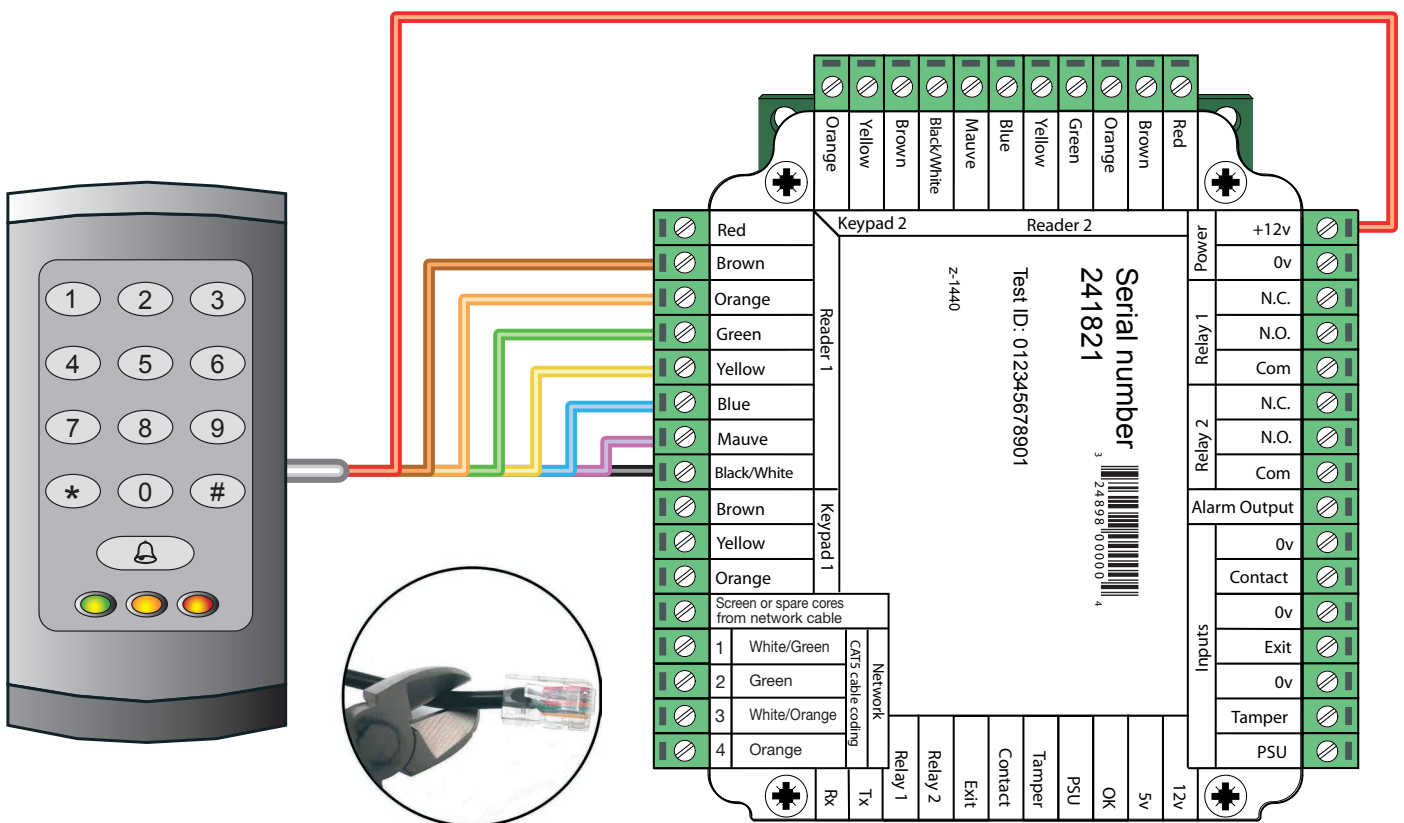 1 2 3
4 5 6
7 8 9
* 0 #
Orange
Yellow
Brown
Black/White
Mauve
Blue
Yellow
Green
Orange
Brown
Red
Keypad 2
Reader 2
Red
Brown
Orange
Green
Yellow
Blue
Mauve
Black/White
Reader 1
Brown
Yellow
Orange
Keypad 1
Screen or spare cores
from network cable
1 White/Green
2 Green
3 White/Orange
4 Orange
CAT5 cable coding
Network
Serial number
241821
Test ID: 012345678901
z-1440
3 24898 00000 4
Power
+12v
0v
Relay 1
N.C.
N.O.
Com
Relay 2
N.C.
N.O.
Com
Alarm Output
Inputs
0v
Contact
0v
Exit
0v
Tamper
PSU
Rx
Tx
Relay 1
Relay 2
Exit
Contact
Tamper
PSU
OK
5v
12v